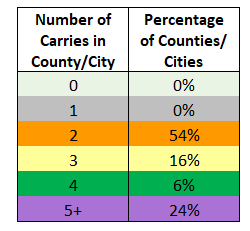 Number of Percentage
Carries in of Counties/
County/City Cities
0 0%
1 0%
2 54%
3 16%
4 6%
5+ 24%